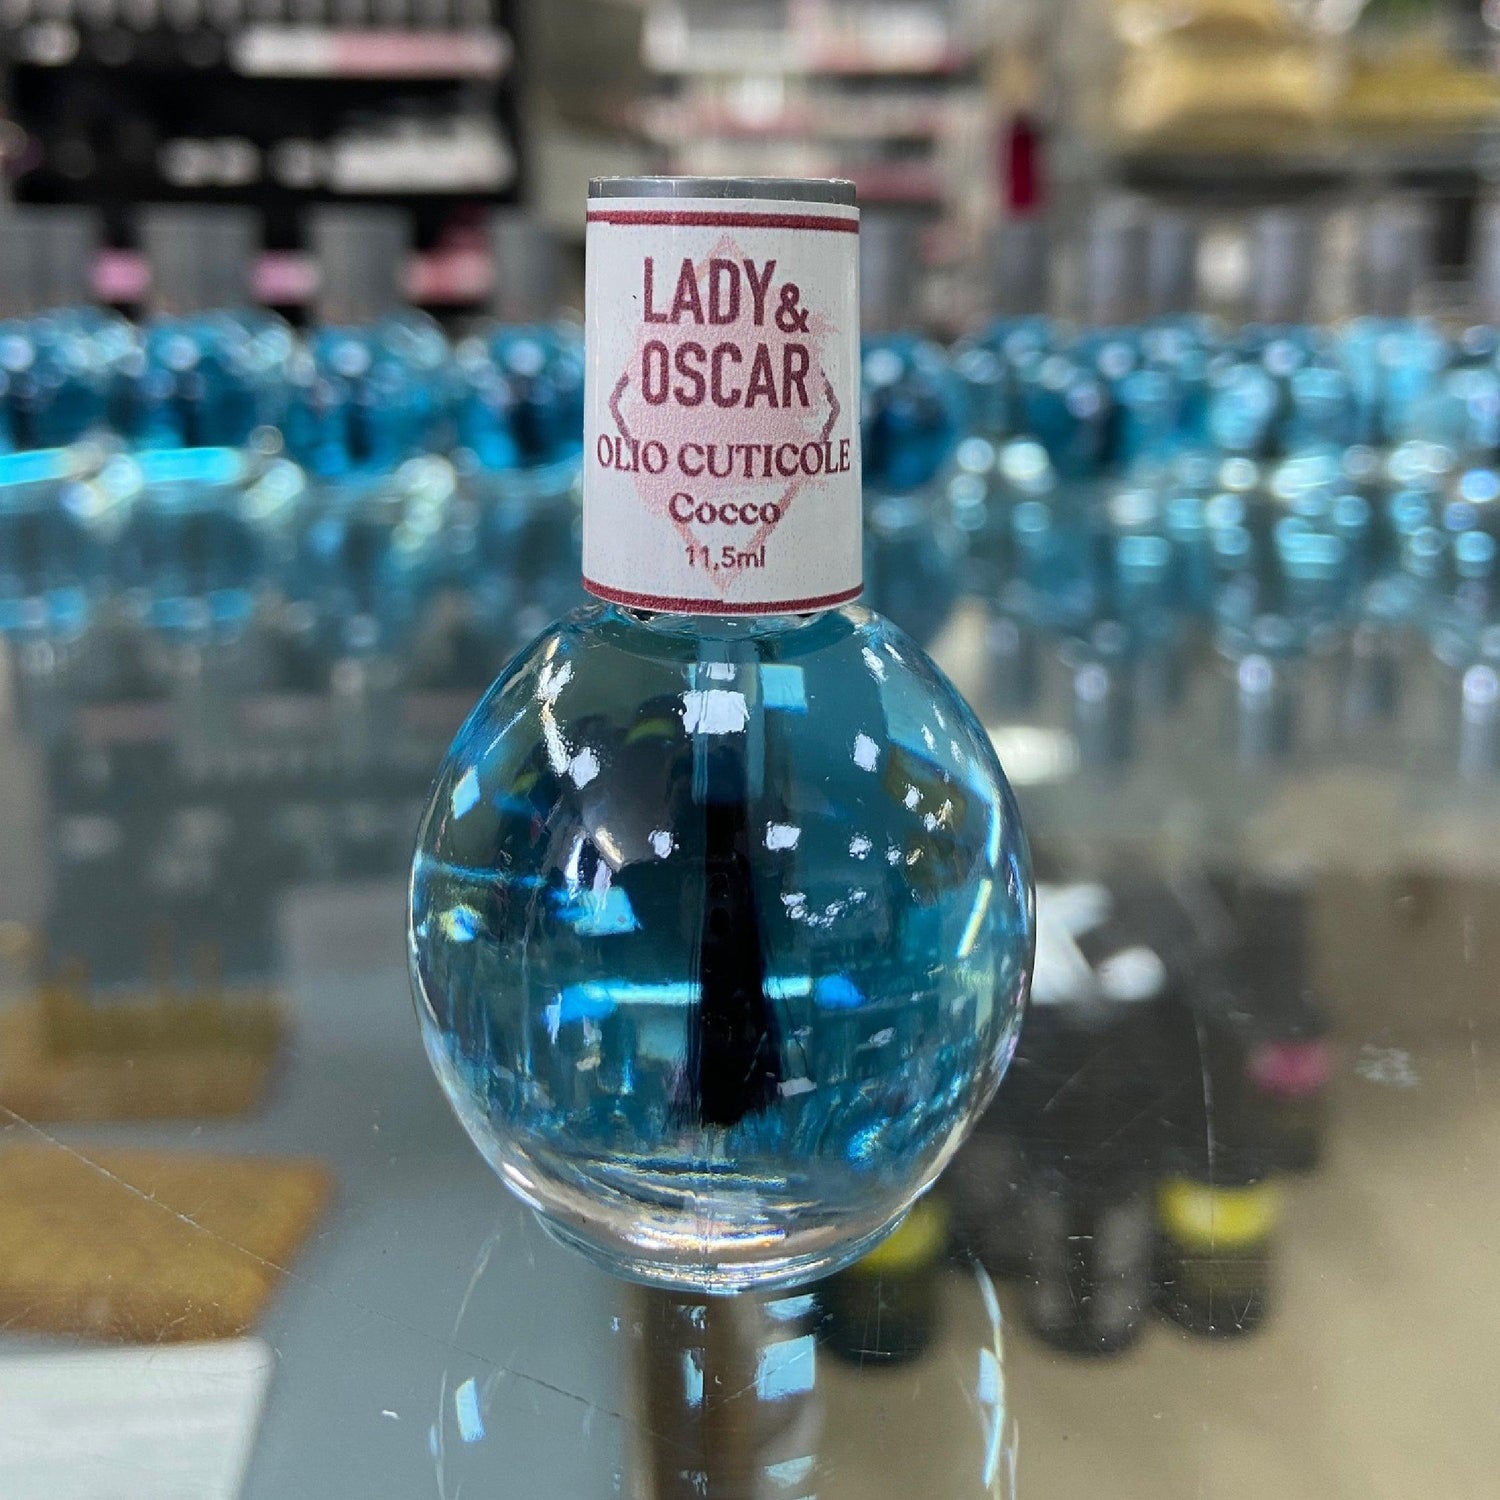 LADY&
OSCAR
OLIO CUTICOLE
Cocco
11,5ml